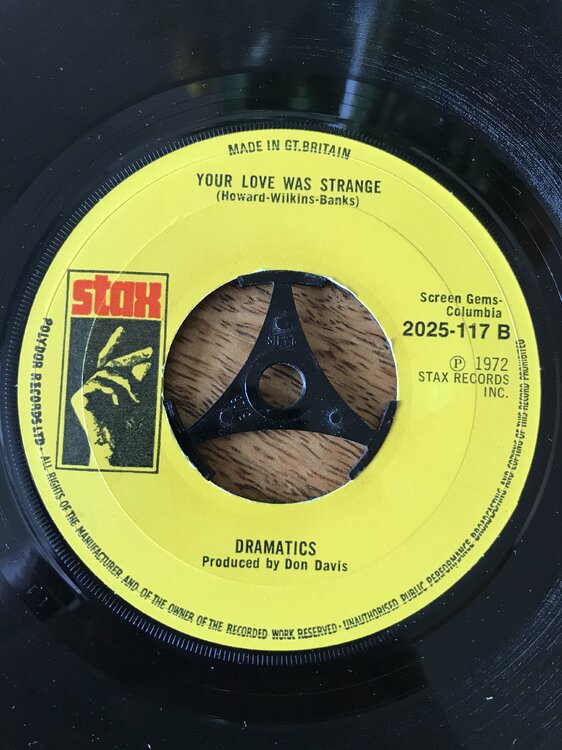 MADE IN GT.BRITAIN
YOUR LOVE WAS STRANGE
(Howard-Wilkins-Banks)
stax
Screen Gems-
Columbia
2025-117 B
Ⓟ 1972
STAX RECORDS
INC.
DRAMATICS
Produced by Don Davis
POLYDOR RECORDS LTD · ALL RIGHTS OF THE MANUFACTURER AND OF THE OWNER OF THE RECORDED WORK RESERVED · UNAUTHORISED PUBLIC PERFORMANCE BROADCASTING AND COPYING OF THIS RECORD PROHIBITED